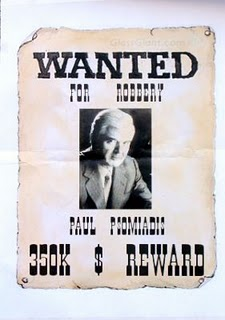 WANTED
FOR ROBBERY
PAUL PSOMIADIS
350K $ REWARD